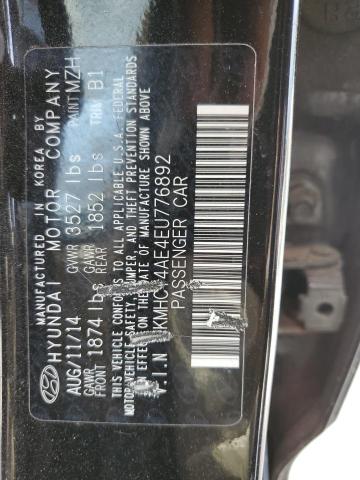 MANUFACTURED IN KOREA BY
HYUNDAI MOTOR COMPANY
AUG/11/14 GVWR 3527 lbs PAINT MZH
GAWR FRONT 1874 lbs GAWR REAR 1852 lbs TRIM B1
THIS VEHICLE CONFORMS TO ALL APPLICABLE U.S.A. FEDERAL
MOTOR VEHICLE SAFETY, BUMPER, AND THEFT PREVENTION STANDARDS
IN EFFECT ON THE DATE OF MANUFACTURE SHOWN ABOVE
V.I.N KMHC 4AE4EU776892
PASSENGER CAR